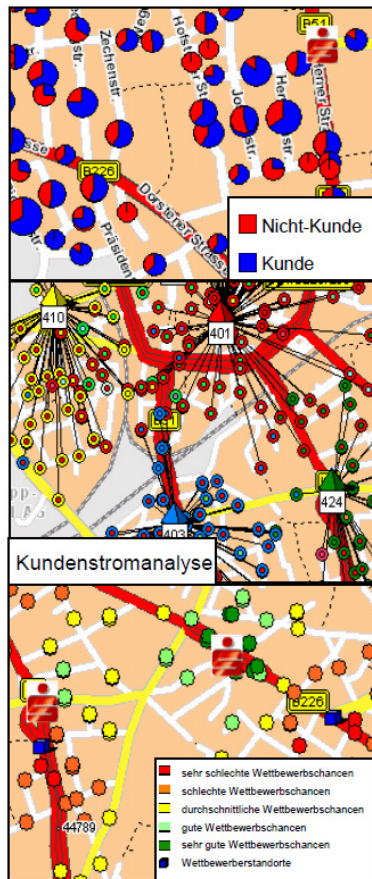 B51
Zechenstr.
B226
Dorstener Strasse
Nicht-Kunde
Kunde
410
401
424
403
Kundenstromanalyse
B226
44789
sehr schlechte Wettbewerbschancen
schlechte Wettbewerbschancen
durchschnittliche Wettbewerbschancen
gute Wettbewerbschancen
sehr gute Wettbewerbschancen
Wettbewerberstandorte